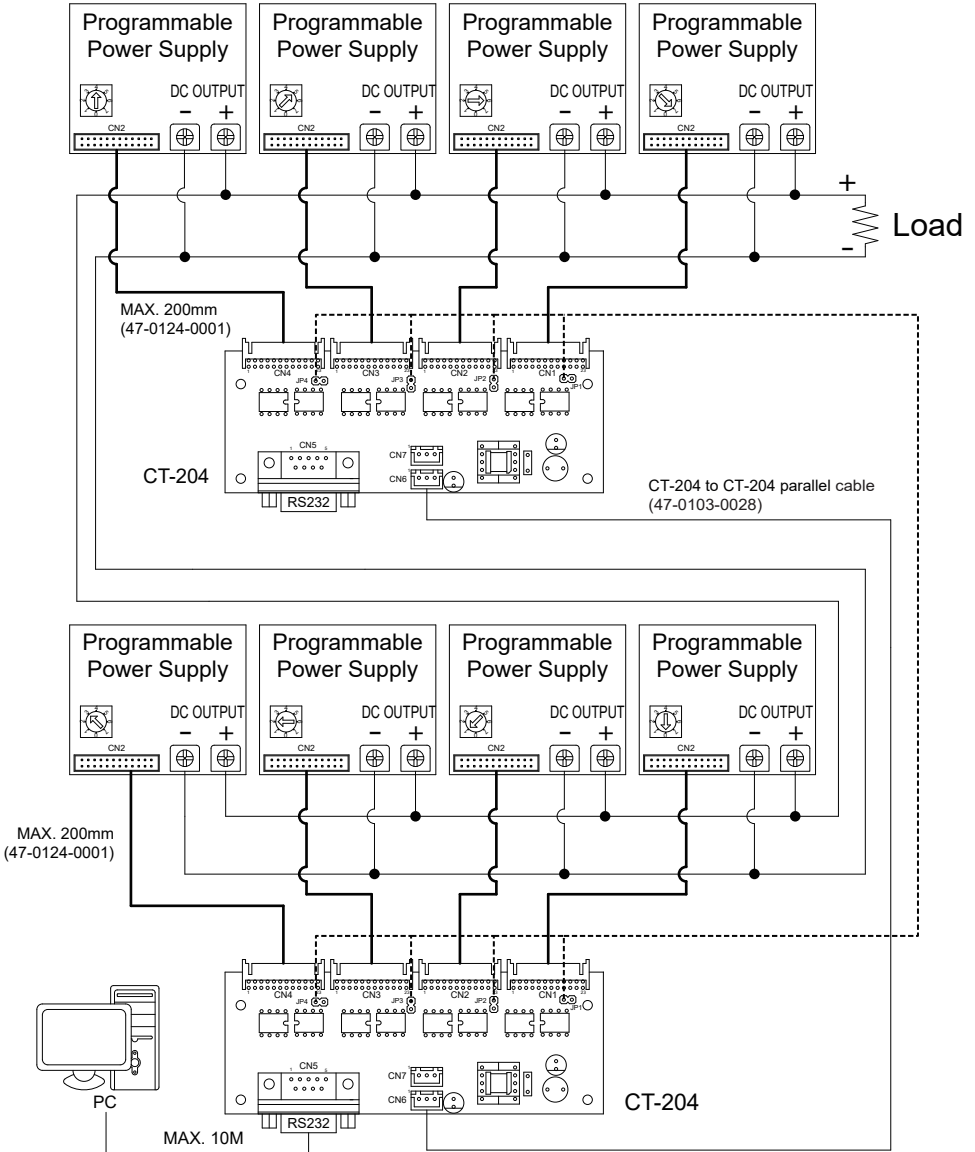 Programmable
Power Supply
DC OUTPUT
CN2
− +
Programmable
Power Supply
DC OUTPUT
CN2
− +
Programmable
Power Supply
DC OUTPUT
CN2
− +
Programmable
Power Supply
DC OUTPUT
CN2
− +
+
Load
-
MAX. 200mm
(47-0124-0001)
CN4
JP4
CN3
JP3
CN2
JP2
CN1
JP1
CN5
1 5
CN7
CN6
RS232
CT-204
CT-204 to CT-204 parallel cable
(47-0103-0028)
Programmable
Power Supply
DC OUTPUT
CN2
− +
Programmable
Power Supply
DC OUTPUT
CN2
− +
Programmable
Power Supply
DC OUTPUT
CN2
− +
Programmable
Power Supply
DC OUTPUT
CN2
− +
MAX. 200mm
(47-0124-0001)
CN4
JP4
CN3
JP3
CN2
JP2
CN1
JP1
CN5
1 5
CN7
CN6
RS232
CT-204
PC
MAX. 10M